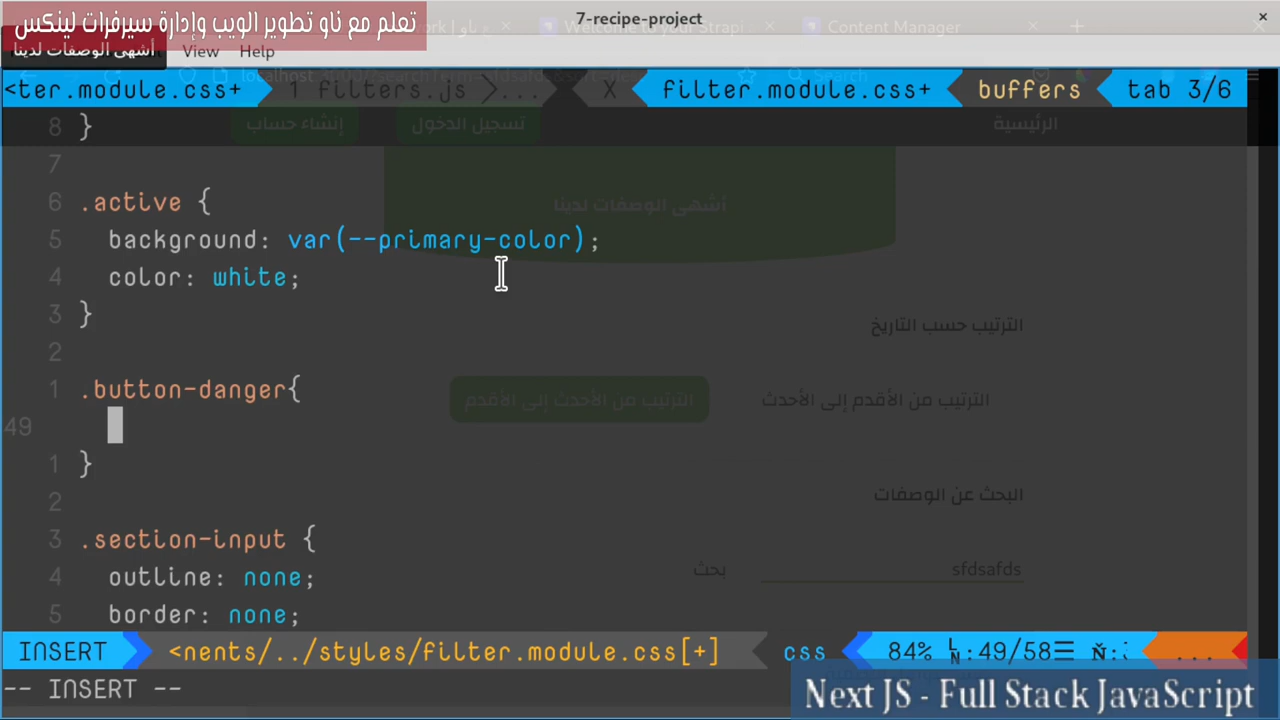 7-recipe-project
تعلم مع ناو تطوير الويب وإدارة سيرفرات لينكس
أشهى الوصفات لدينا
View Help
Welcome to your Strapi
Content Manager
<ter.module.css+ 1 filters.js >... X filter.module.css+ buffers tab 3/6
8 }
إنشاء حساب
تسجيل الدخول
الرئيسية
7
6 .active {
أشهى الوصفات لدينا
5 background: var(--primary-color);
4 color: white;
3 }
الترتيب حسب التاريخ
2
1 .button-danger{
الترتيب من الأحدث إلى الأقدم
الترتيب من الأقدم إلى الأحدث
49
1 }
2
البحث عن الوصفات
3 .section-input {
4 outline: none;
بحث
sfdsafds
5 border: none;
INSERT <nents/../styles/filter.module.css[+] css 84% LN:49/58☰ ...
-- INSERT --
Next JS - Full Stack JavaScript